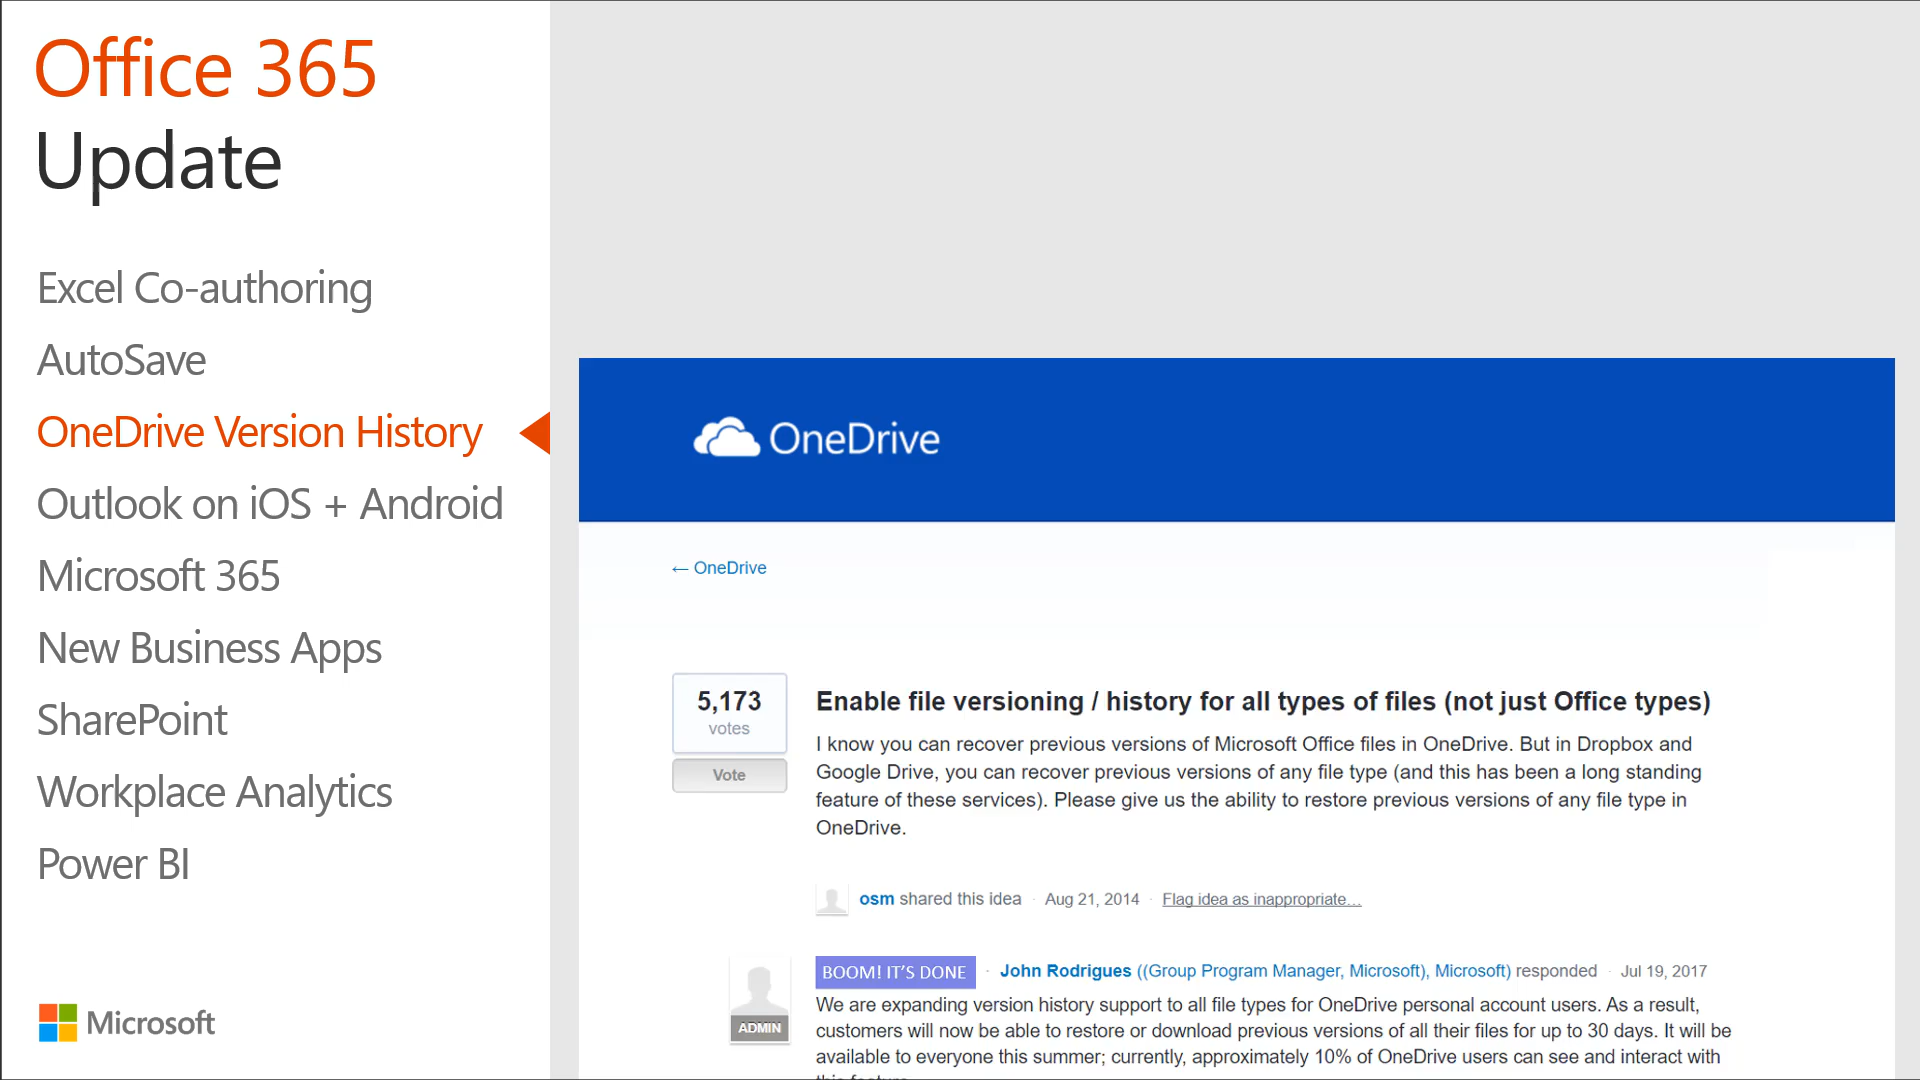 Office 365
Update
Excel Co-authoring
AutoSave
OneDrive Version History
Outlook on iOS + Android
Microsoft 365
New Business Apps
SharePoint
Workplace Analytics
Power BI
Microsoft
OneDrive
← OneDrive
5,173
votes
Vote
Enable file versioning / history for all types of files (not just Office types)
I know you can recover previous versions of Microsoft Office files in OneDrive. But in Dropbox and
Google Drive, you can recover previous versions of any file type (and this has been a long standing
feature of these services). Please give us the ability to restore previous versions of any file type in
OneDrive.
osm shared this idea · Aug 21, 2014 · Flag idea as inappropriate…
ADMIN
BOOM! IT'S DONE · John Rodrigues ((Group Program Manager, Microsoft), Microsoft) responded · Jul 19, 2017
We are expanding version history support to all file types for OneDrive personal account users. As a result,
customers will now be able to restore or download previous versions of all their files for up to 30 days. It will be
available to everyone this summer; currently, approximately 10% of OneDrive users can see and interact with